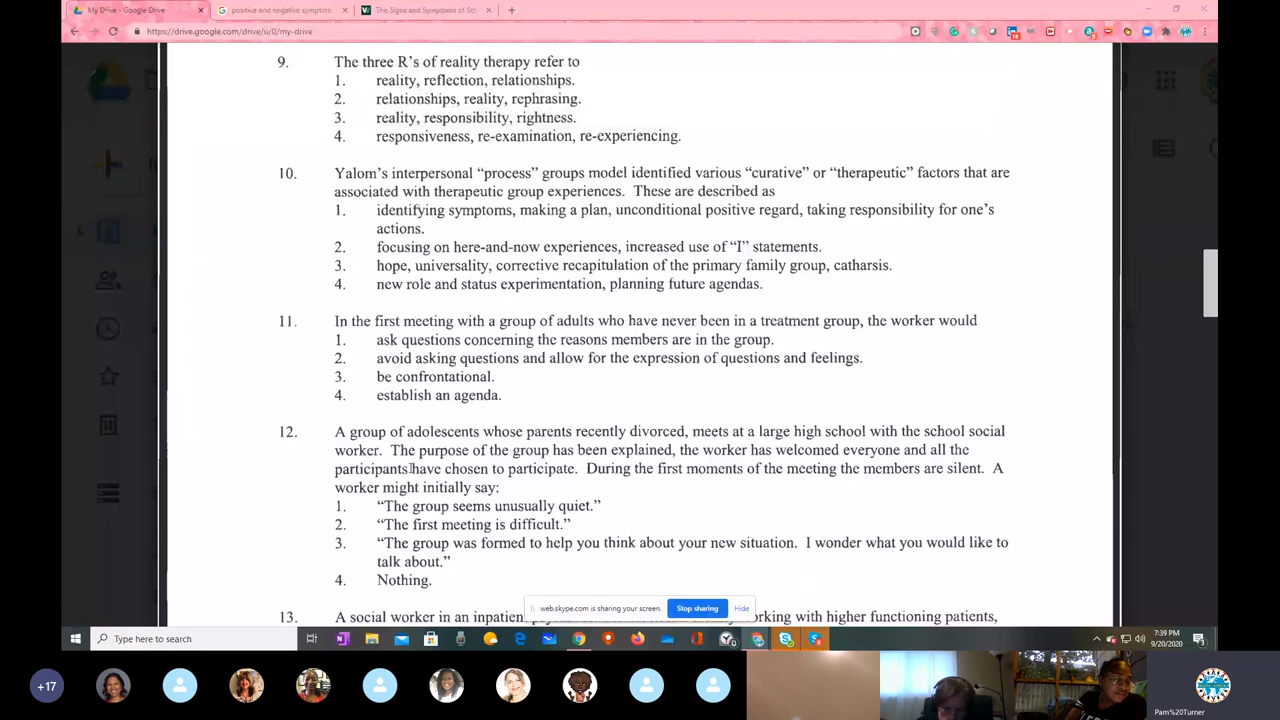 My Drive - Google Drive
positive and negative symptom
The Signs and Symptoms of Sc
https://drive.google.com/drive/u/0/my-drive
9. The three R's of reality therapy refer to
1. reality, reflection, relationships.
2. relationships, reality, rephrasing.
3. reality, responsibility, rightness.
4. responsiveness, re-examination, re-experiencing.
10. Yalom's interpersonal “process” groups model identified various “curative” or “therapeutic” factors that are
associated with therapeutic group experiences. These are described as
1. identifying symptoms, making a plan, unconditional positive regard, taking responsibility for one's
actions.
2. focusing on here-and-now experiences, increased use of “I” statements.
3. hope, universality, corrective recapitulation of the primary family group, catharsis.
4. new role and status experimentation, planning future agendas.
11. In the first meeting with a group of adults who have never been in a treatment group, the worker would
1. ask questions concerning the reasons members are in the group.
2. avoid asking questions and allow for the expression of questions and feelings.
3. be confrontational.
4. establish an agenda.
12. A group of adolescents whose parents recently divorced, meets at a large high school with the school social
worker. The purpose of the group has been explained, the worker has welcomed everyone and all the
participants have chosen to participate. During the first moments of the meeting the members are silent. A
worker might initially say:
1. “The group seems unusually quiet.”
2. “The first meeting is difficult.”
3. “The group was formed to help you think about your new situation. I wonder what you would like to
talk about.”
4. Nothing.
13. A social worker in an inpatient working with higher functioning patients,
web.skype.com is sharing your screen. Stop sharing Hide
Type here to search
7:39 PM
9/20/2020
+17
Pam%20Turner